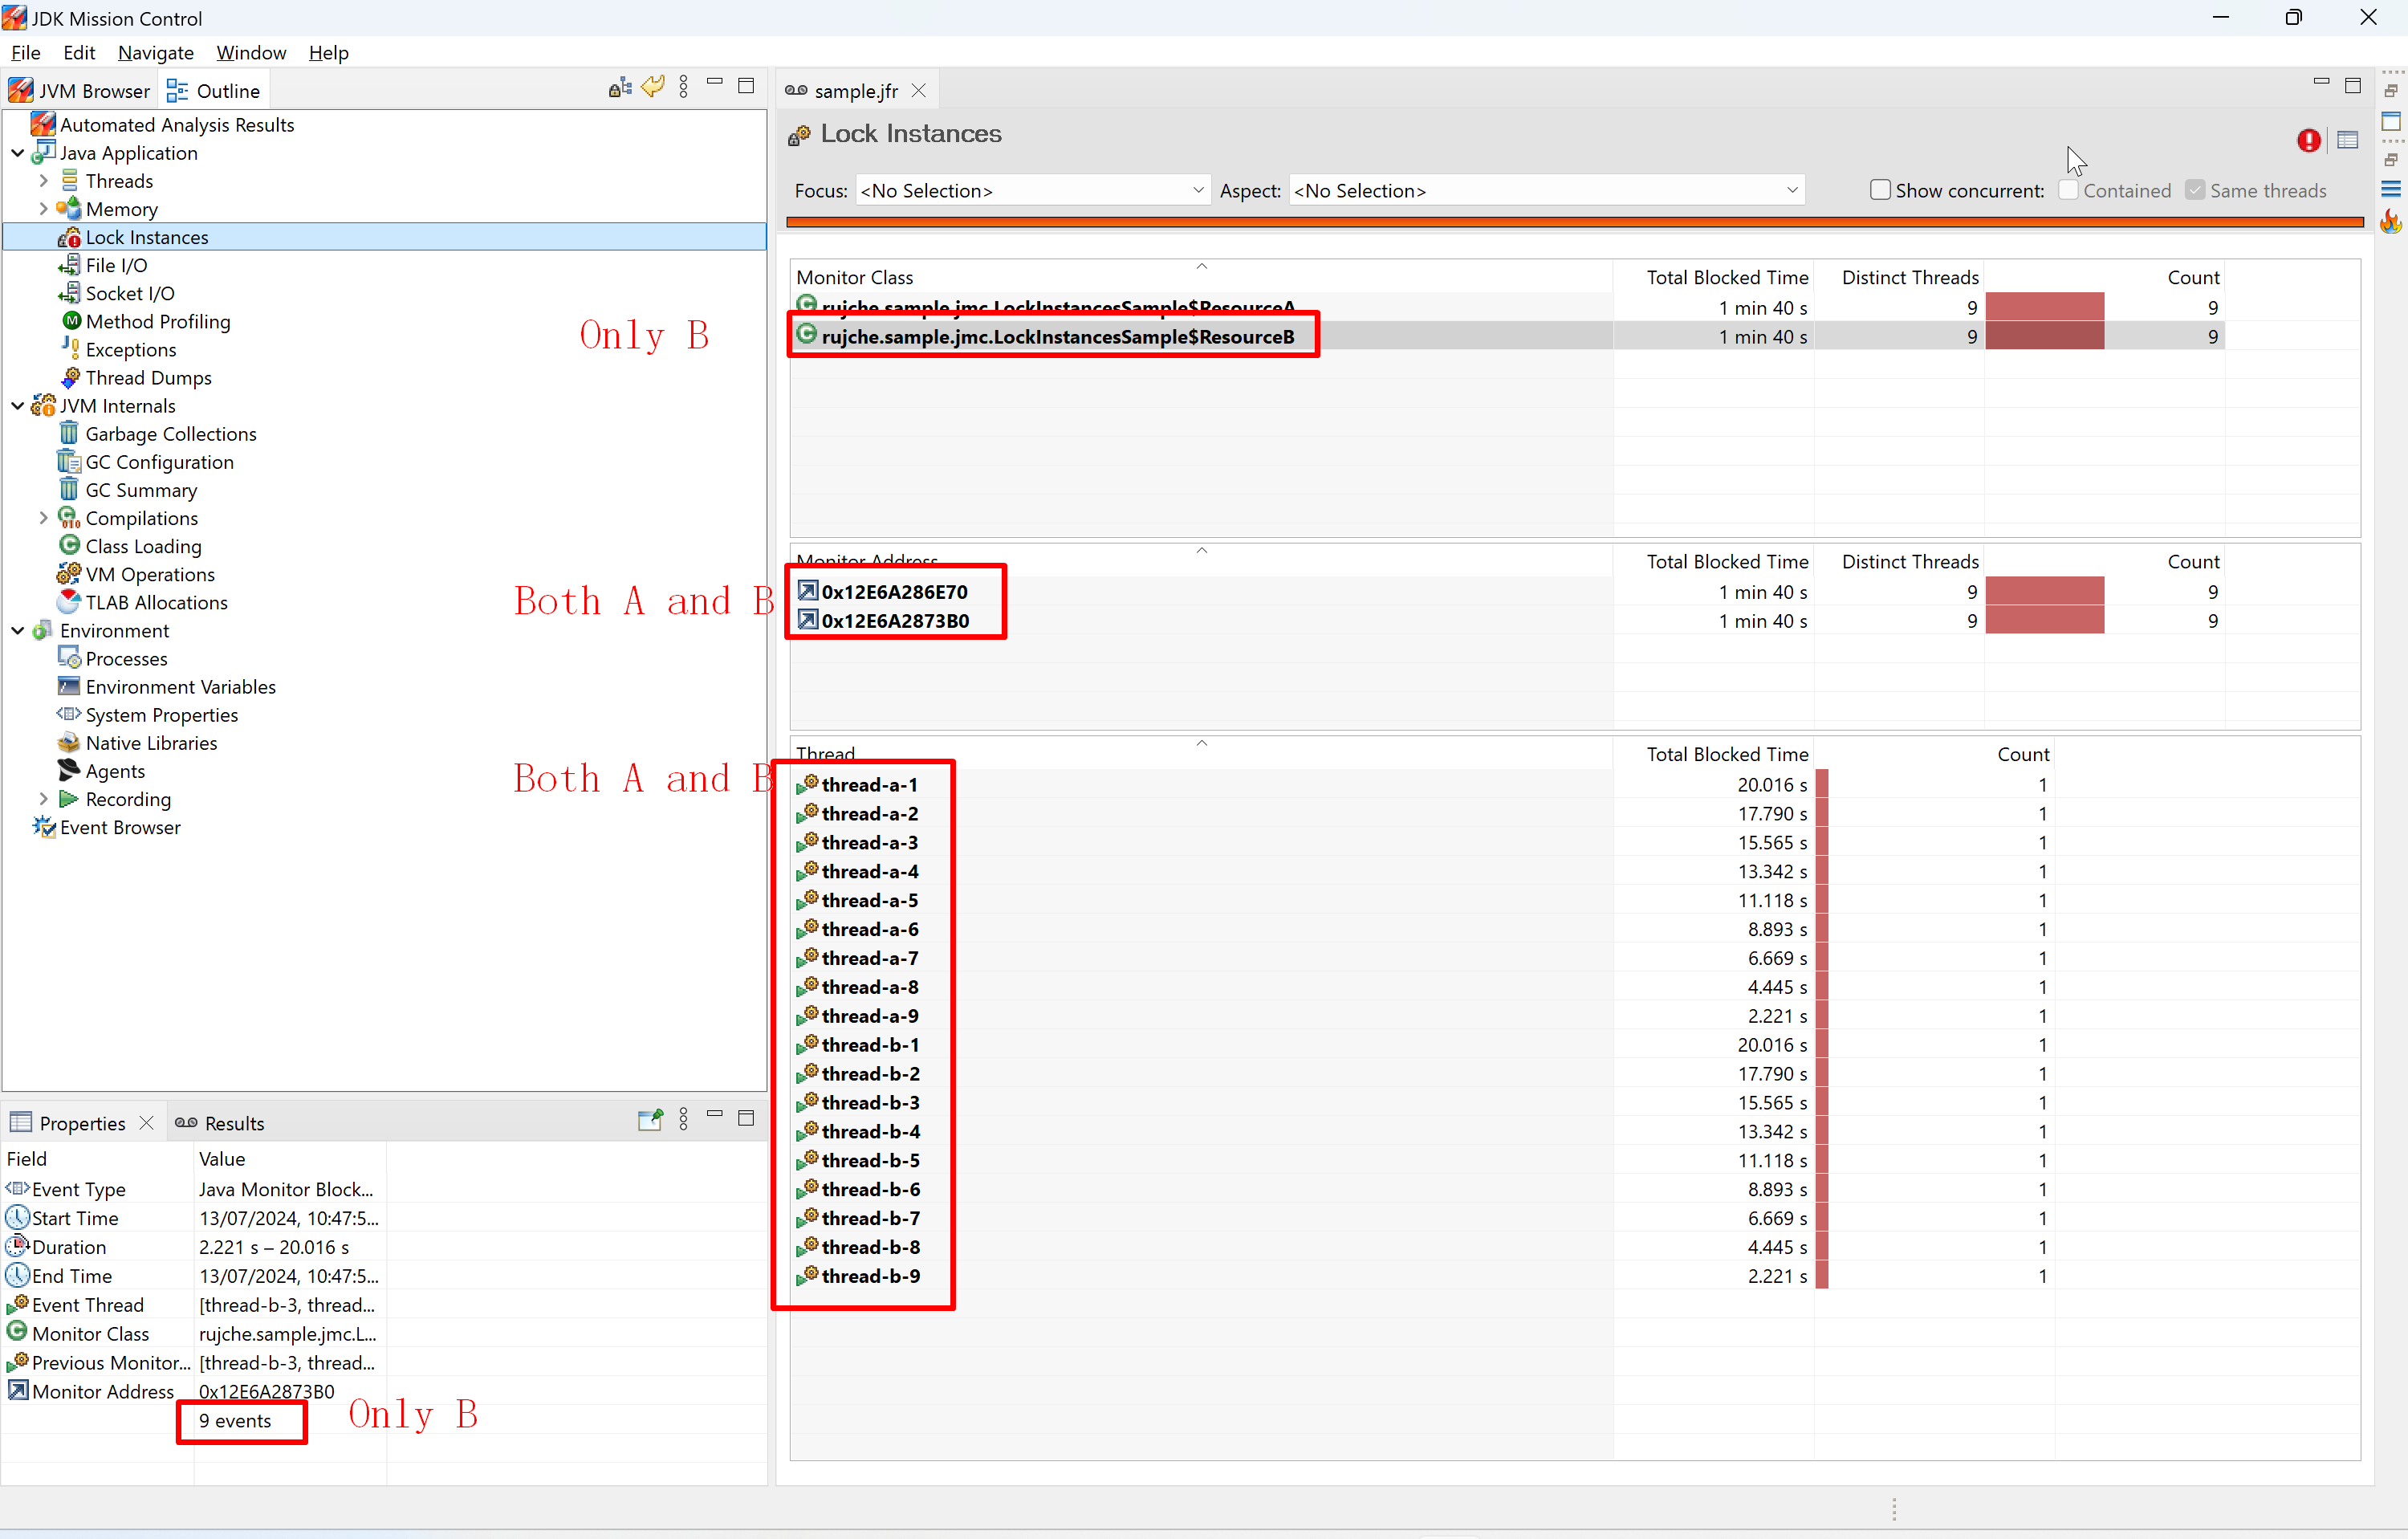 JDK Mission Control
File Edit Navigate Window Help
JVM Browser Outline
Automated Analysis Results
Java Application
Threads
Memory
Lock Instances
File I/O
Socket I/O
Method Profiling
Exceptions
Thread Dumps
JVM Internals
Garbage Collections
GC Configuration
GC Summary
Compilations
Class Loading
VM Operations
TLAB Allocations
Environment
Processes
Environment Variables
System Properties
Native Libraries
Agents
Recording
Event Browser
Only B
Both A and B
Both A and B
Properties Results
Field Value
Event Type Java Monitor Block...
Start Time 13/07/2024, 10:47:5...
Duration 2.221 s – 20.016 s
End Time 13/07/2024, 10:47:5...
Event Thread [thread-b-3, thread...
Monitor Class rujche.sample.jmc.L...
Previous Monitor... [thread-b-3, thread...
Monitor Address 0x12E6A2873B0
9 events
Only B
sample.jfr
Lock Instances
Focus: <No Selection> Aspect: <No Selection> Show concurrent: Contained Same threads
Monitor Class Total Blocked Time Distinct Threads Count
rujche.sample.jmc.LockInstancesSample$ResourceA 1 min 40 s 9 9
rujche.sample.jmc.LockInstancesSample$ResourceB 1 min 40 s 9 9
Monitor Address Total Blocked Time Distinct Threads Count
0x12E6A286E70 1 min 40 s 9 9
0x12E6A2873B0 1 min 40 s 9 9
Thread Total Blocked Time Count
thread-a-1 20.016 s 1
thread-a-2 17.790 s 1
thread-a-3 15.565 s 1
thread-a-4 13.342 s 1
thread-a-5 11.118 s 1
thread-a-6 8.893 s 1
thread-a-7 6.669 s 1
thread-a-8 4.445 s 1
thread-a-9 2.221 s 1
thread-b-1 20.016 s 1
thread-b-2 17.790 s 1
thread-b-3 15.565 s 1
thread-b-4 13.342 s 1
thread-b-5 11.118 s 1
thread-b-6 8.893 s 1
thread-b-7 6.669 s 1
thread-b-8 4.445 s 1
thread-b-9 2.221 s 1